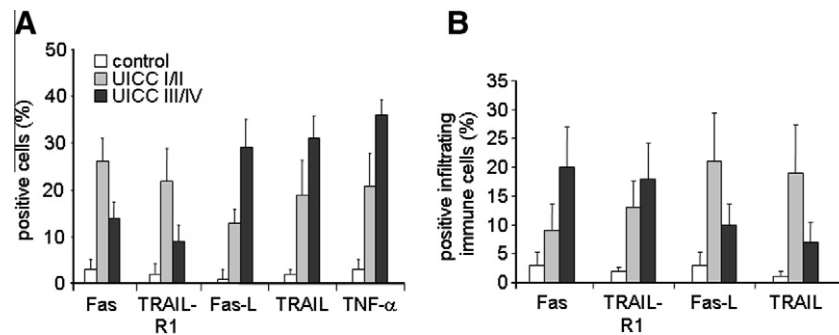 A
positive cells (%)
50
40
30
20
10
0
control
UICC I/II
UICC III/IV
Fas TRAIL- Fas-L TRAIL TNF-α
R1
B
positive infiltrating
immune cells (%)
35
30
25
20
15
10
5
0
Fas TRAIL- Fas-L TRAIL
R1